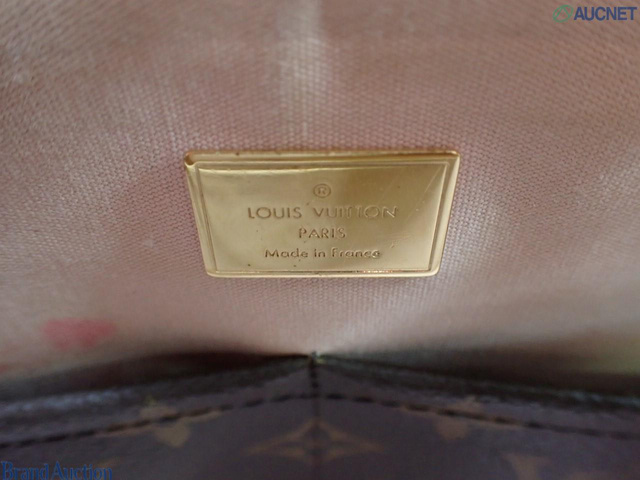 AUCNET
®
LOUIS VUITTON
PARIS
Made in France
Brand Auction